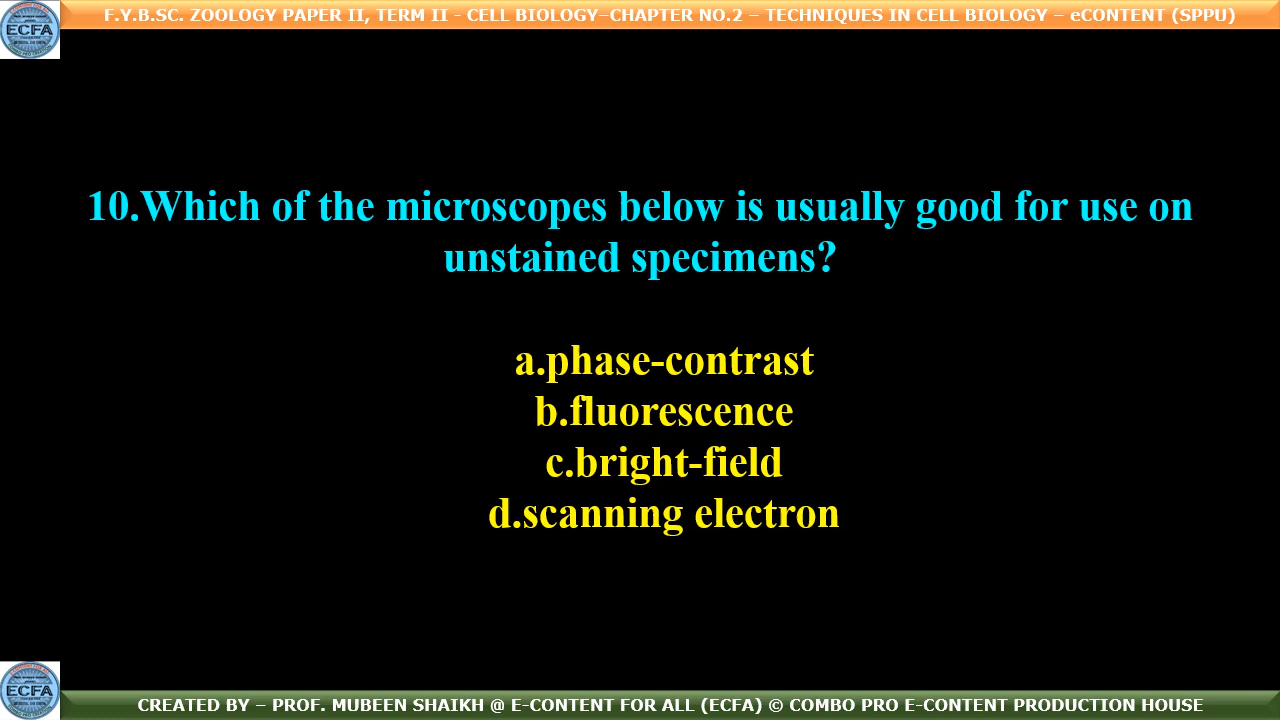 F.Y.B.SC. ZOOLOGY PAPER II, TERM II - CELL BIOLOGY–CHAPTER NO.2 – TECHNIQUES IN CELL BIOLOGY – eCONTENT (SPPU)
ECFA
10.Which of the microscopes below is usually good for use on
unstained specimens?
a.phase-contrast
b.fluorescence
c.bright-field
d.scanning electron
ECFA
CREATED BY – PROF. MUBEEN SHAIKH @ E-CONTENT FOR ALL (ECFA) © COMBO PRO E-CONTENT PRODUCTION HOUSE